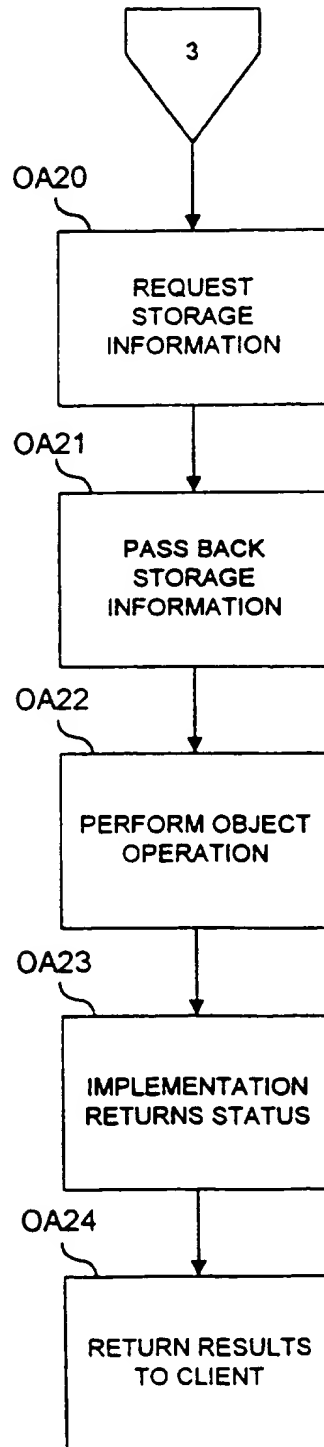 3
OA20
REQUEST
STORAGE
INFORMATION
OA21
PASS BACK
STORAGE
INFORMATION
OA22
PERFORM OBJECT
OPERATION
OA23
IMPLEMENTATION
RETURNS STATUS
OA24
RETURN RESULTS
TO CLIENT